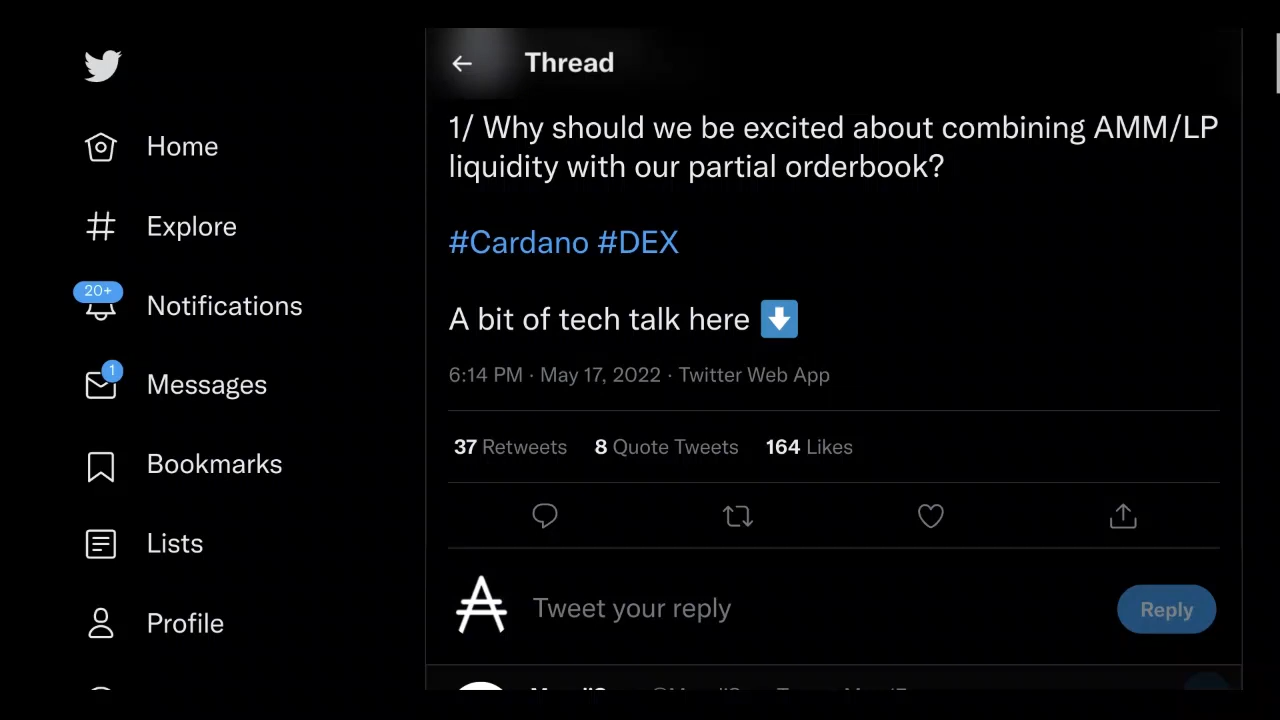 Thread
1/ Why should we be excited about combining AMM/LP
liquidity with our partial orderbook?
#Cardano #DEX
A bit of tech talk here
6:14 PM · May 17, 2022 · Twitter Web App
37 Retweets 8 Quote Tweets 164 Likes
Tweet your reply
Reply
Home
Explore
20+
Notifications
1
Messages
Bookmarks
Lists
Profile